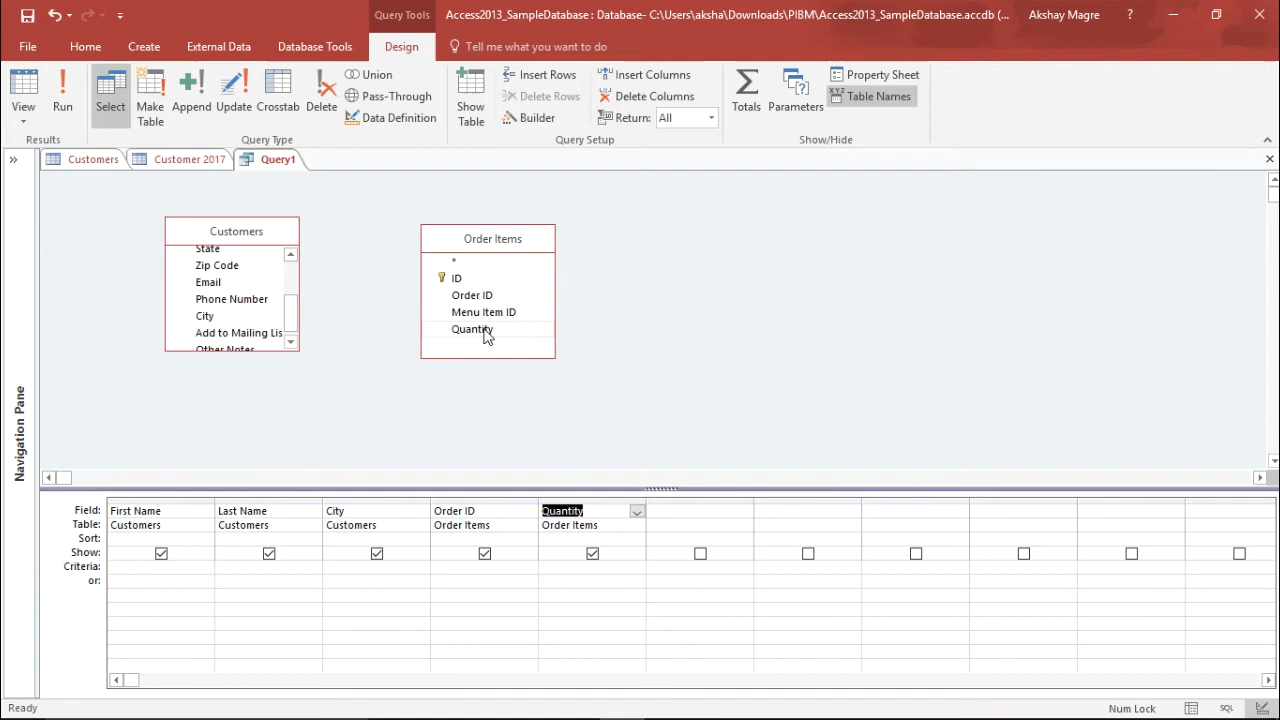 Query Tools
Access2013_SampleDatabase : Database- C:\Users\aksha\Downloads\PIBM\Access2013_SampleDatabase.accdb (...
Akshay Magre
?
File Home Create External Data Database Tools Design Tell me what you want to do
View
Run
Select
Make Table
Append
Update
Crosstab
Delete
Union
Pass-Through
Data Definition
Show Table
Insert Rows
Delete Rows
Builder
Insert Columns
Delete Columns
Return: All
Totals
Parameters
Property Sheet
XYZ Table Names
Results
Query Type
Query Setup
Show/Hide
Customers
Customer 2017
Query1
Navigation Pane
Customers
State
Zip Code
Email
Phone Number
City
Add to Mailing Lis
Other Notes
Order Items
*
ID
Order ID
Menu Item ID
Quantity
Field: First Name Last Name City Order ID Quantity
Table: Customers Customers Customers Order Items Order Items
Sort:
Show:
Criteria:
or:
Ready
Num Lock
SQL